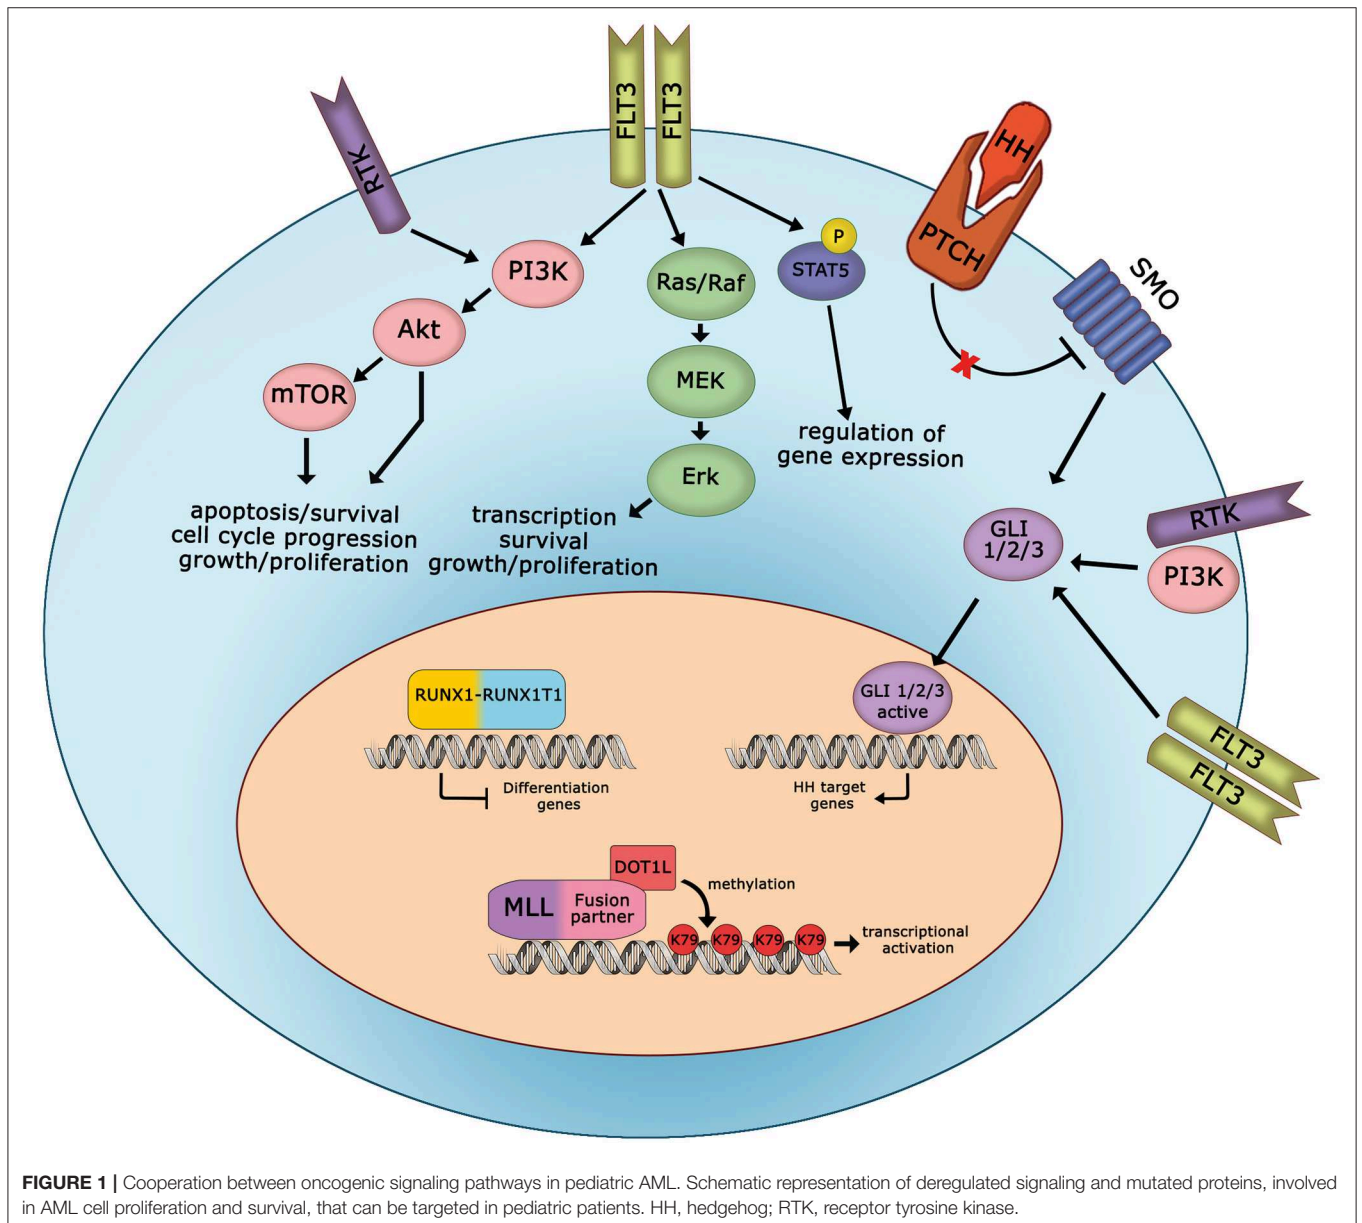 FLT3
FLT3
RTK
HH
PTCH
SMO
P
STAT5
PI3K
Ras/Raf
Akt
MEK
mTOR
Erk
regulation of
gene expression
apoptosis/survival
cell cycle progression
growth/proliferation
transcription
survival
growth/proliferation
GLI
1/2/3
RTK
PI3K
FLT3
FLT3
RUNX1-RUNX1T1
Differentiation
genes
GLI 1/2/3
active
HH target
genes
DOT1L
methylation
MLL
Fusion
partner
K79
K79
K79
K79
transcriptional
activation
FIGURE 1 | Cooperation between oncogenic signaling pathways in pediatric AML. Schematic representation of deregulated signaling and mutated proteins, involved
in AML cell proliferation and survival, that can be targeted in pediatric patients. HH, hedgehog; RTK, receptor tyrosine kinase.